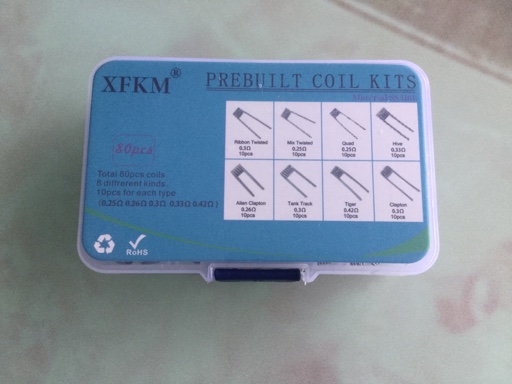 XFKM®
PREBUILT COIL KITS
Ribbon Twisted
0.3Ω
10pcs
Mix Twisted
0.25Ω
10pcs
Quad
0.25Ω
10pcs
Hive
0.33Ω
10pcs
Alien Clapton
0.26Ω
10pcs
Tank Track
0.3Ω
10pcs
Tiger
0.42Ω
10pcs
Clapton
0.2Ω
10pcs
80pcs
Total 80pcs coils
8 different kinds,
10pcs for each type
(0.25Ω 0.26Ω 0.3Ω 0.33Ω 0.42Ω)
RoHS